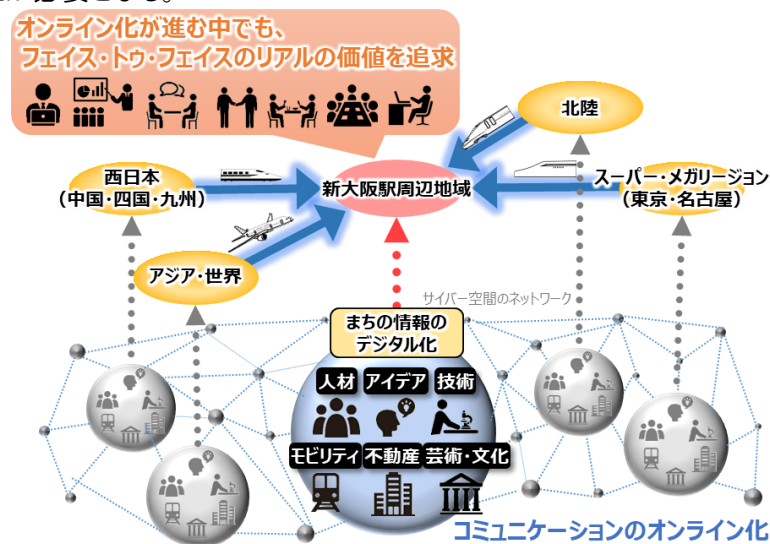 オンライン化が進む中でも、
フェイス・トゥ・フェイスのリアルの価値を追求
北陸
西日本
（中国・四国・九州）
新大阪駅周辺地域
スーパー・メガリージョン
（東京・名古屋）
アジア・世界
サイバー空間のネットワーク
まちの情報の
デジタル化
人材 アイデア 技術
モビリティ 不動産 芸術・文化
コミュニケーションのオンライン化